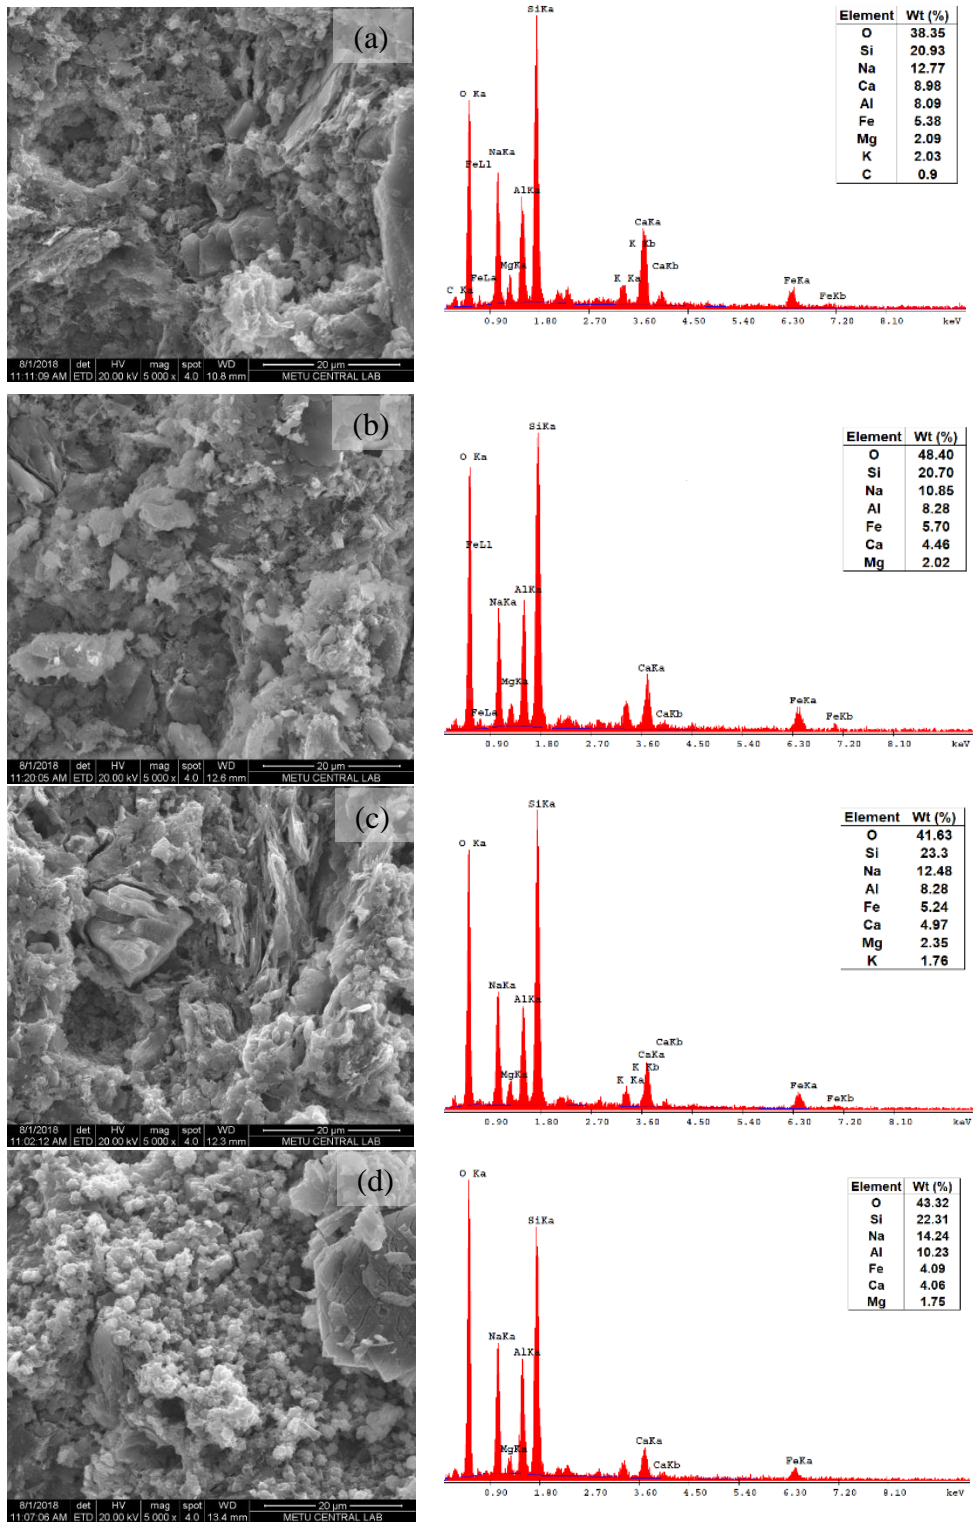 (a)
8/1/2018 det HV mag spot WD 20 µm
11:11:09 AM ETD 20.00 kV 5 000 x 4.0 10.8 mm METU CENTRAL LAB
SiKa
O Ka
NaKa
FeLl
AlKa
CaKa
K Kb
MgKa
CaKb
FeLa
K Ka
FeKa
C Ka
FeKb
0.90 1.80 2.70 3.60 4.50 5.40 6.30 7.20 8.10 keV
Element Wt (%)
O 38.35
Si 20.93
Na 12.77
Ca 8.98
Al 8.09
Fe 5.38
Mg 2.09
K 2.03
C 0.9
(b)
8/1/2018 det HV mag spot WD 20 µm
11:20:05 AM ETD 20.00 kV 5 000 x 4.0 12.6 mm METU CENTRAL LAB
SiKa
O Ka
FeLl
AlKa
NaKa
CaKa
MgKa
FeKa
FeLa
CaKb
FeKb
0.90 1.80 2.70 3.60 4.50 5.40 6.30 7.20 8.10 keV
Element Wt (%)
O 48.40
Si 20.70
Na 10.85
Al 8.28
Fe 5.70
Ca 4.46
Mg 2.02
(c)
8/1/2018 det HV mag spot WD 20 µm
11:02:12 AM ETD 20.00 kV 5 000 x 4.0 12.3 mm METU CENTRAL LAB
SiKa
O Ka
NaKa
AlKa
CaKb
CaKa
K Kb
MgKa
K Ka
FeKa
FeKb
0.90 1.80 2.70 3.60 4.50 5.40 6.30 7.20 8.10 keV
Element Wt (%)
O 41.63
Si 23.3
Na 12.48
Al 8.28
Fe 5.24
Ca 4.97
Mg 2.35
K 1.76
(d)
8/1/2018 det HV mag spot WD 20 µm
11:07:06 AM ETD 20.00 kV 5 000 x 4.0 13.4 mm METU CENTRAL LAB
O Ka
SiKa
NaKa
AlKa
CaKa
MgKa
CaKb
FeKa
0.90 1.80 2.70 3.60 4.50 5.40 6.30 7.20 8.10 keV
Element Wt (%)
O 43.32
Si 22.31
Na 14.24
Al 10.23
Fe 4.09
Ca 4.06
Mg 1.75